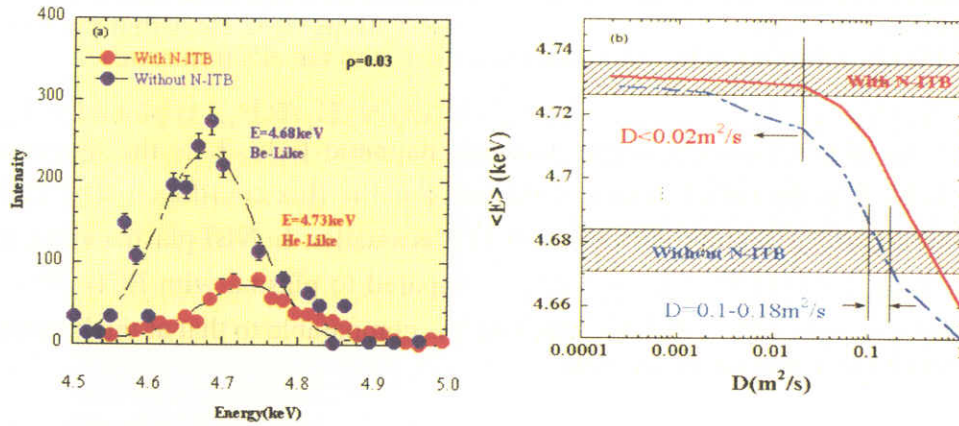 (a)
With N-ITB
Without N-ITB
ρ=0.03
E=4.68keV
Be-Like
E=4.73keV
He-Like
Intensity
400
300
200
100
0
4.5 4.6 4.7 4.8 4.9 5.0
Energy(keV)
(b)
With N-ITB
D<0.02m²/s
Without N-ITB
D=0.1-0.18m²/s
<E> (keV)
4.74
4.72
4.7
4.68
4.66
0.0001 0.001 0.01 0.1 1
D(m²/s)